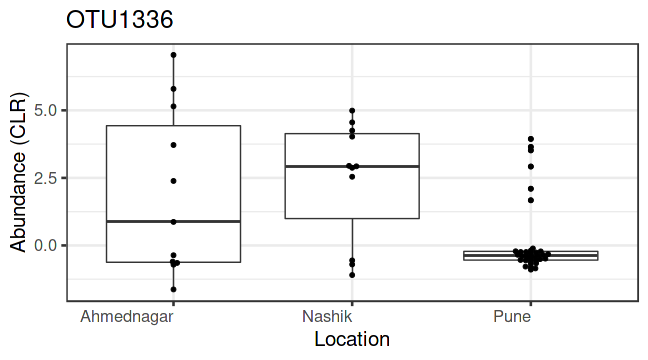 OTU1336
Abundance (CLR)
5.0
2.5
0.0
Ahmednagar Nashik Pune
Location